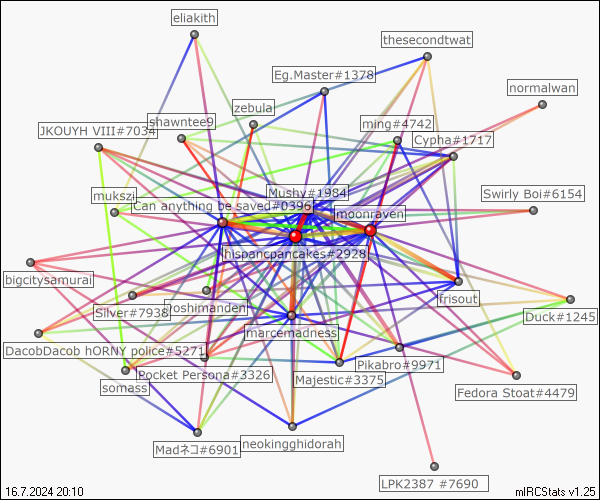 eliakith
thesecondtwat
Eg.Master#1378
normalwan
zebula
shawntee9
ming#4742
JKOUYH VIII#7034
Cypha#1717
Mushy#1984
mukszi
Swirly Boi#6154
Can anything be saved#0396
moonraven
hispancpancakes#2928
bigcitysamurai
frisout
Silver#7938
roshimanden
Duck#1245
marcemadness
DacobDacob hORNY police#5271
Pikabro#9971
Pocket Persona#3326
Majestic#3375
somass
Fedora Stoat#4479
Madネコ#6901
neokingghidorah
LPK2387 #7690
16.7.2024 20:10
mIRCStats v1.25